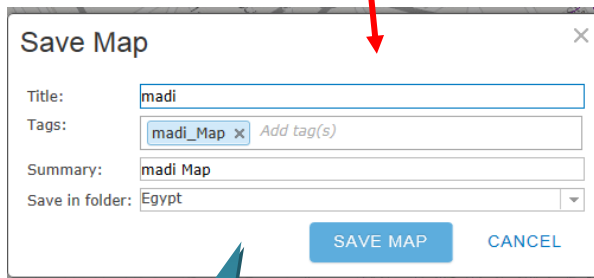 Save Map
Title: madi
Tags: madi_Map x Add tag(s)
Summary: madi Map
Save in folder: Egypt
SAVE MAP CANCEL